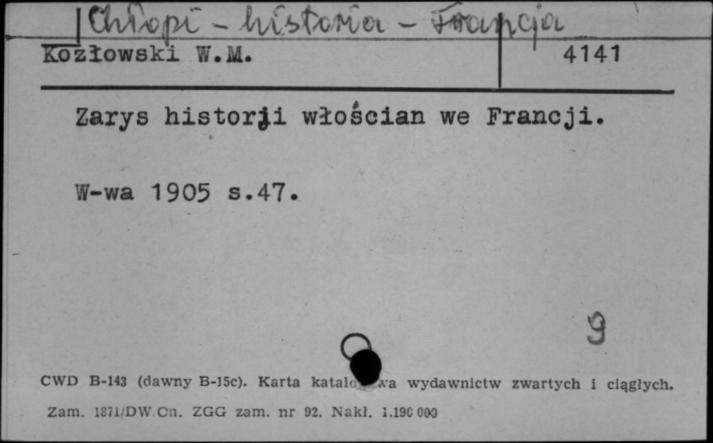 Chłopi - historia - Francja
Kozłowski W.M. 4141
Zarys historji włościan we Francji.
W-wa 1905 s.47.
9
CWD B-143 (dawny B-15c). Karta wydawnictw zwartych i ciągłych.
Zam. 1871/DW Cn. ZGG zam. nr 92. Nakł. 1.190 000